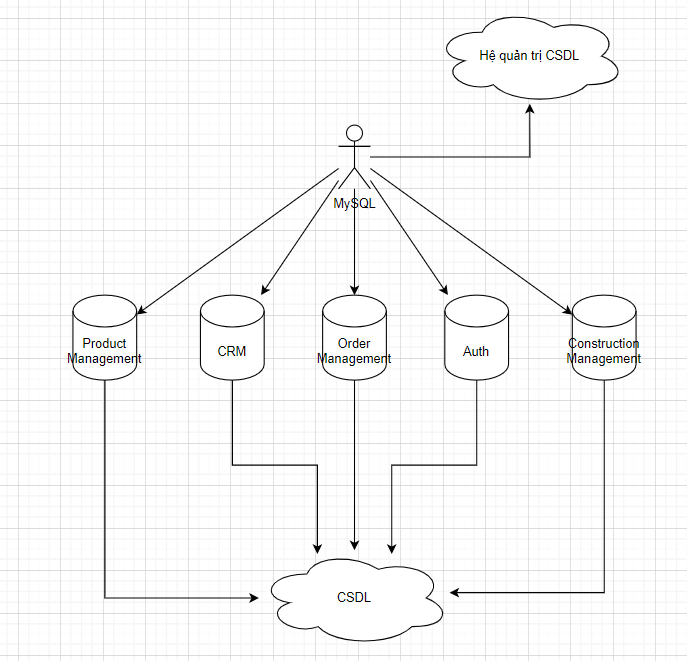 Hệ quản trị CSDL
MySQL
Product
Management
CRM
Order
Management
Auth
Construction
Management
CSDL